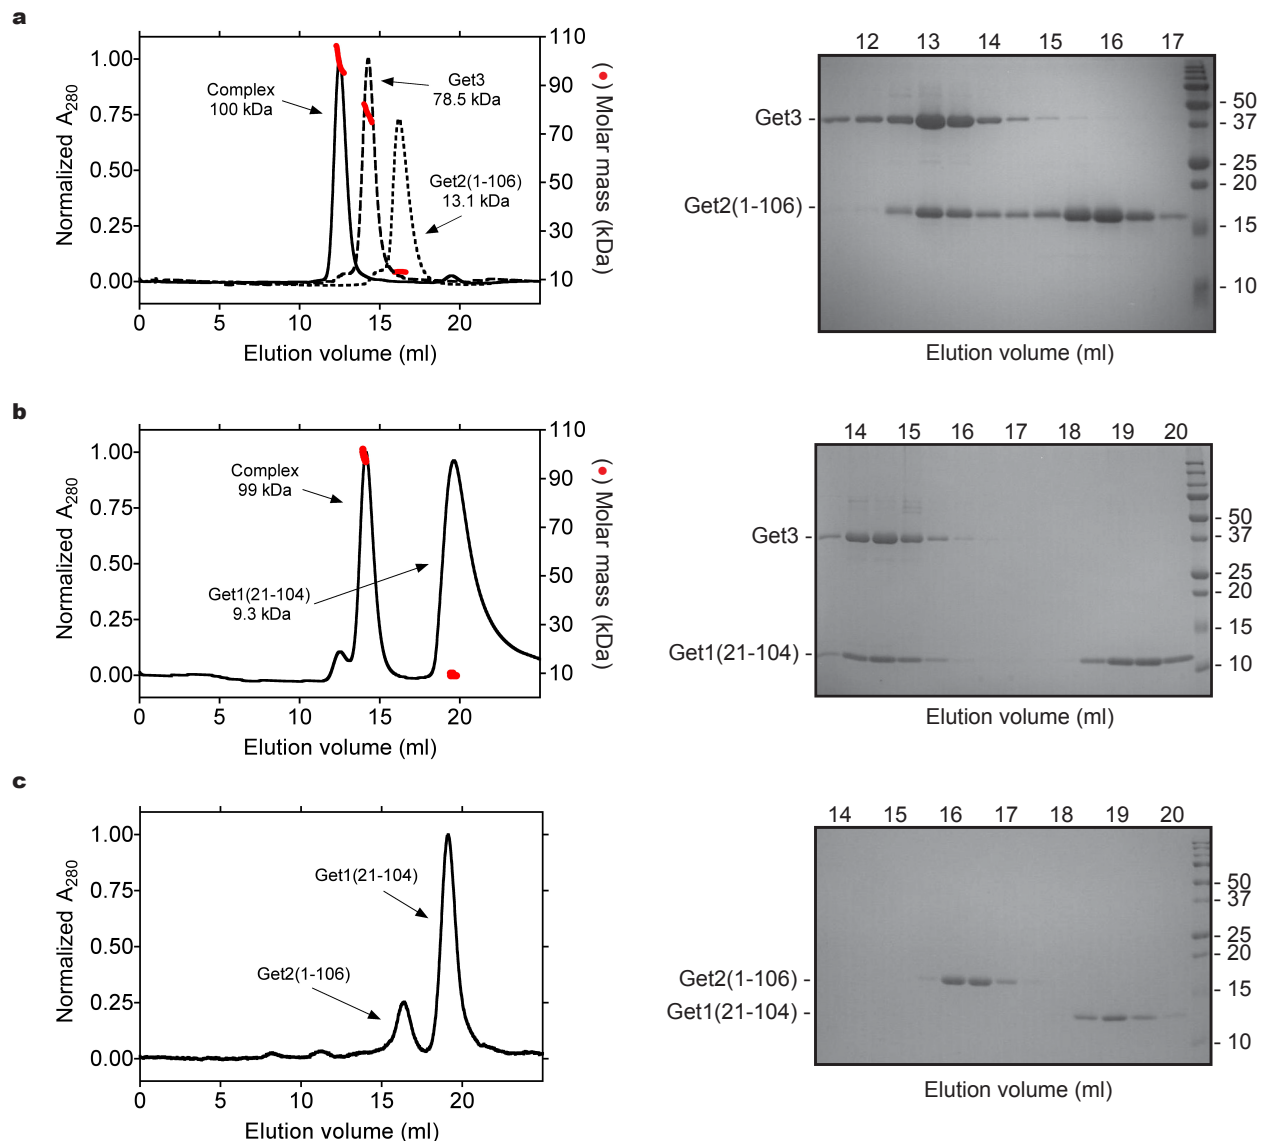 a
Normalized A280
1.00
0.75
0.50
0.25
0.00
0 5 10 15 20
Elution volume (ml)
110
90
70
50
30
10
(●) Molar mass (kDa)
Complex
100 kDa
Get3
78.5 kDa
Get2(1-106)
13.1 kDa
12 13 14 15 16 17
Get3 -
Get2(1-106) -
- 50
- 37
- 25
- 20
- 15
- 10
Elution volume (ml)
b
Normalized A280
1.00
0.75
0.50
0.25
0.00
0 5 10 15 20
Elution volume (ml)
110
90
70
50
30
10
(●) Molar mass (kDa)
Complex
99 kDa
Get1(21-104)
9.3 kDa
14 15 16 17 18 19 20
Get3 -
Get1(21-104) -
- 50
- 37
- 25
- 20
- 15
- 10
Elution volume (ml)
c
Normalized A280
1.00
0.75
0.50
0.25
0.00
0 5 10 15 20
Elution volume (ml)
Get1(21-104)
Get2(1-106)
14 15 16 17 18 19 20
Get2(1-106) -
Get1(21-104) -
- 50
- 37
- 25
- 20
- 15
- 10
Elution volume (ml)